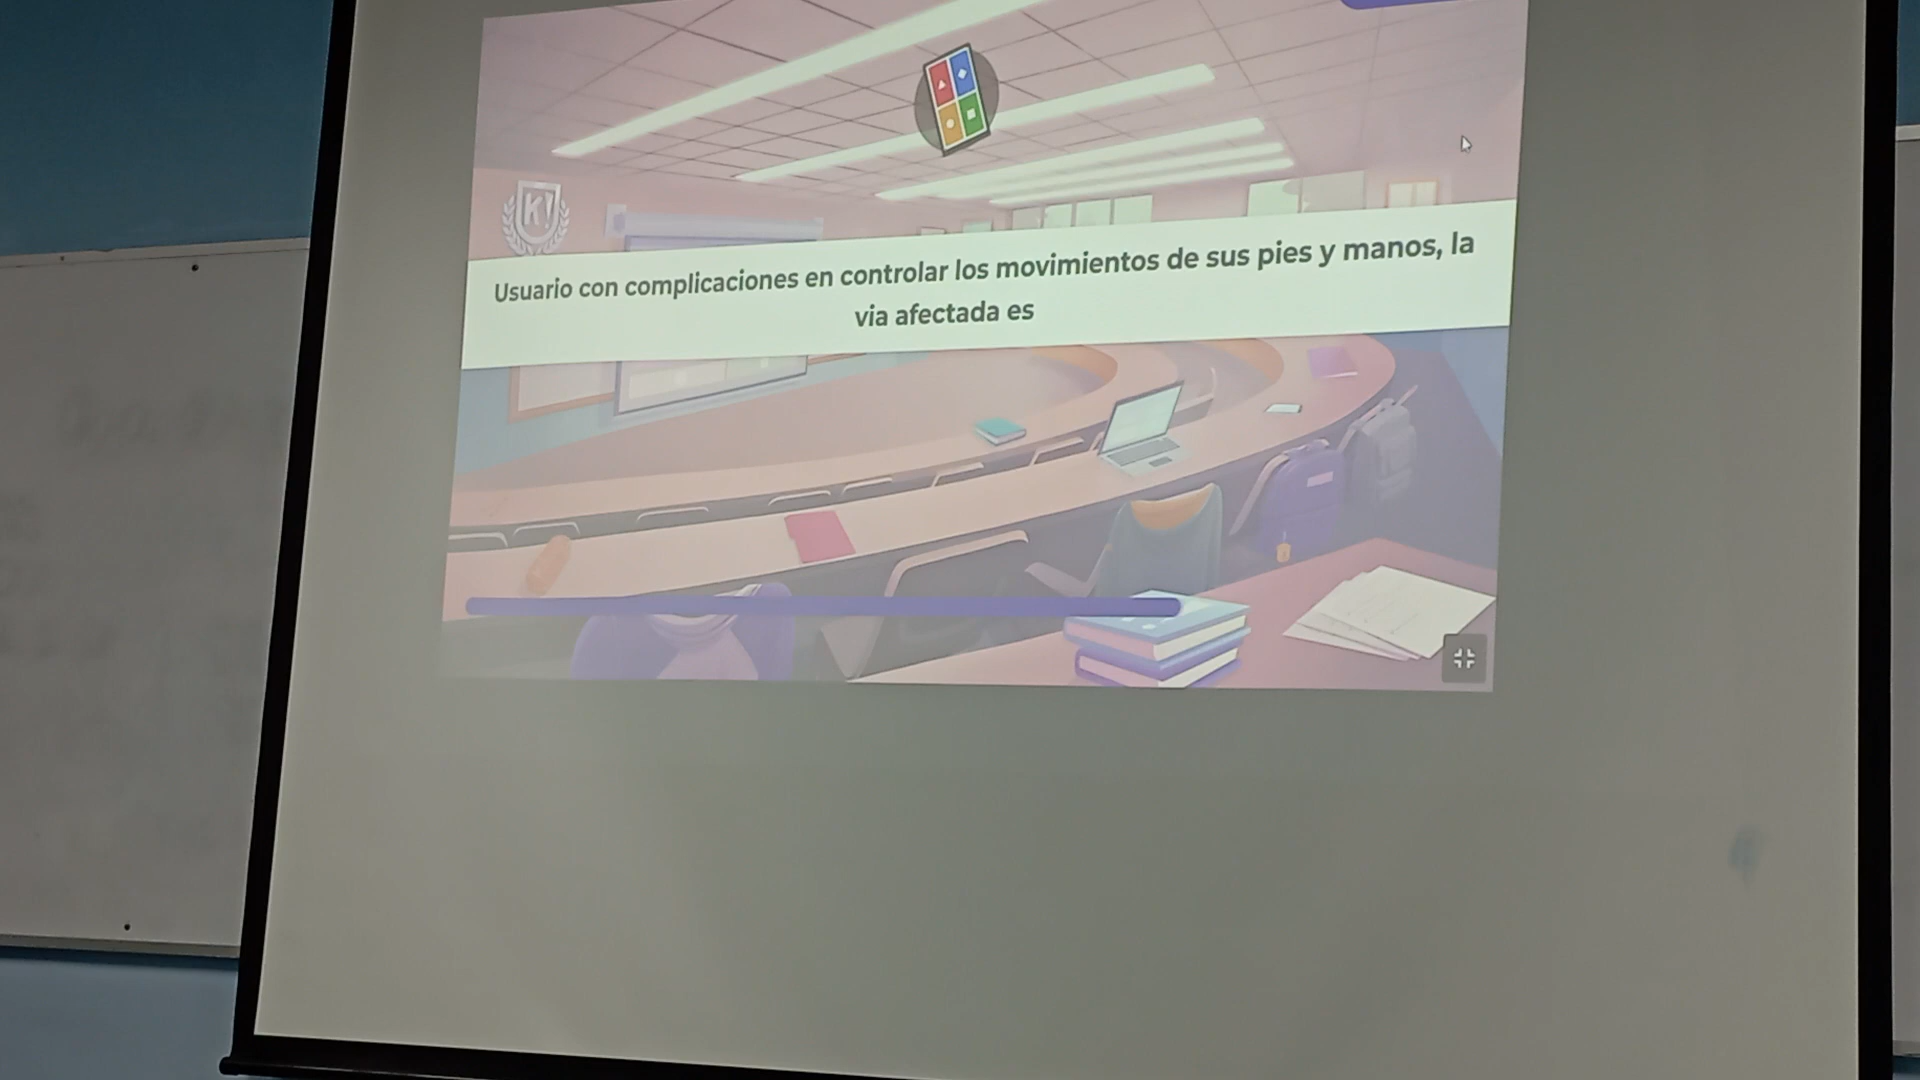 K!
Usuario con complicaciones en controlar los movimientos de sus pies y manos, la
via afectada es